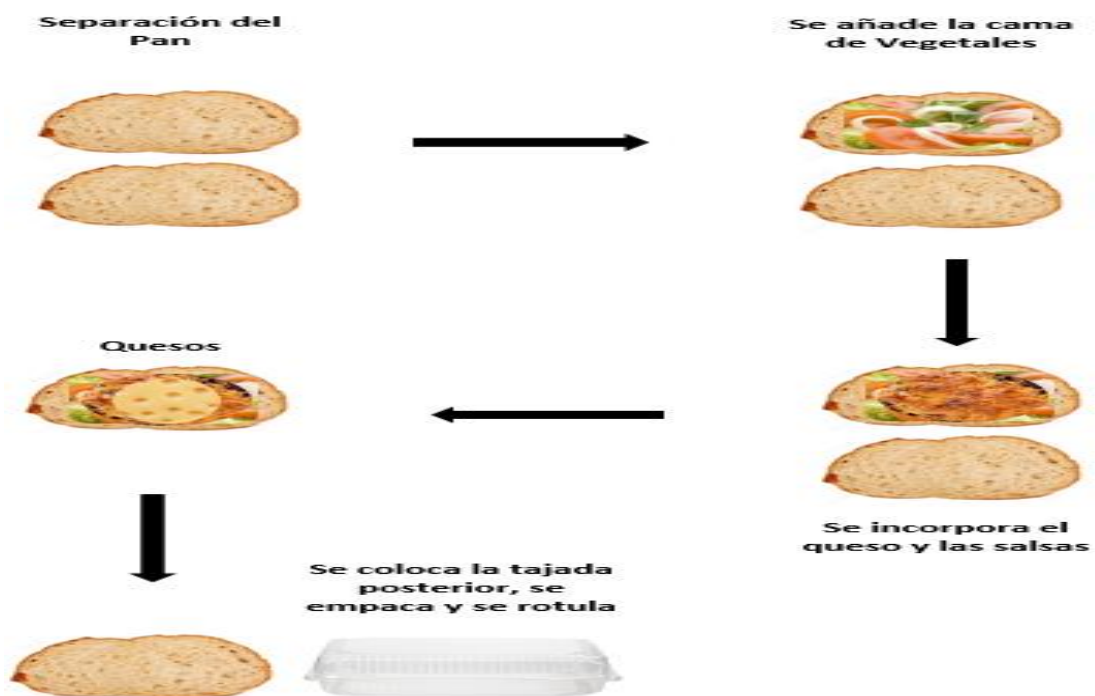 Separación del
Pan
Se añade la cama
de Vegetales
Se incorpora el
queso y las salsas
Quesos
Se coloca la tajada
posterior, se
empaca y se rotula